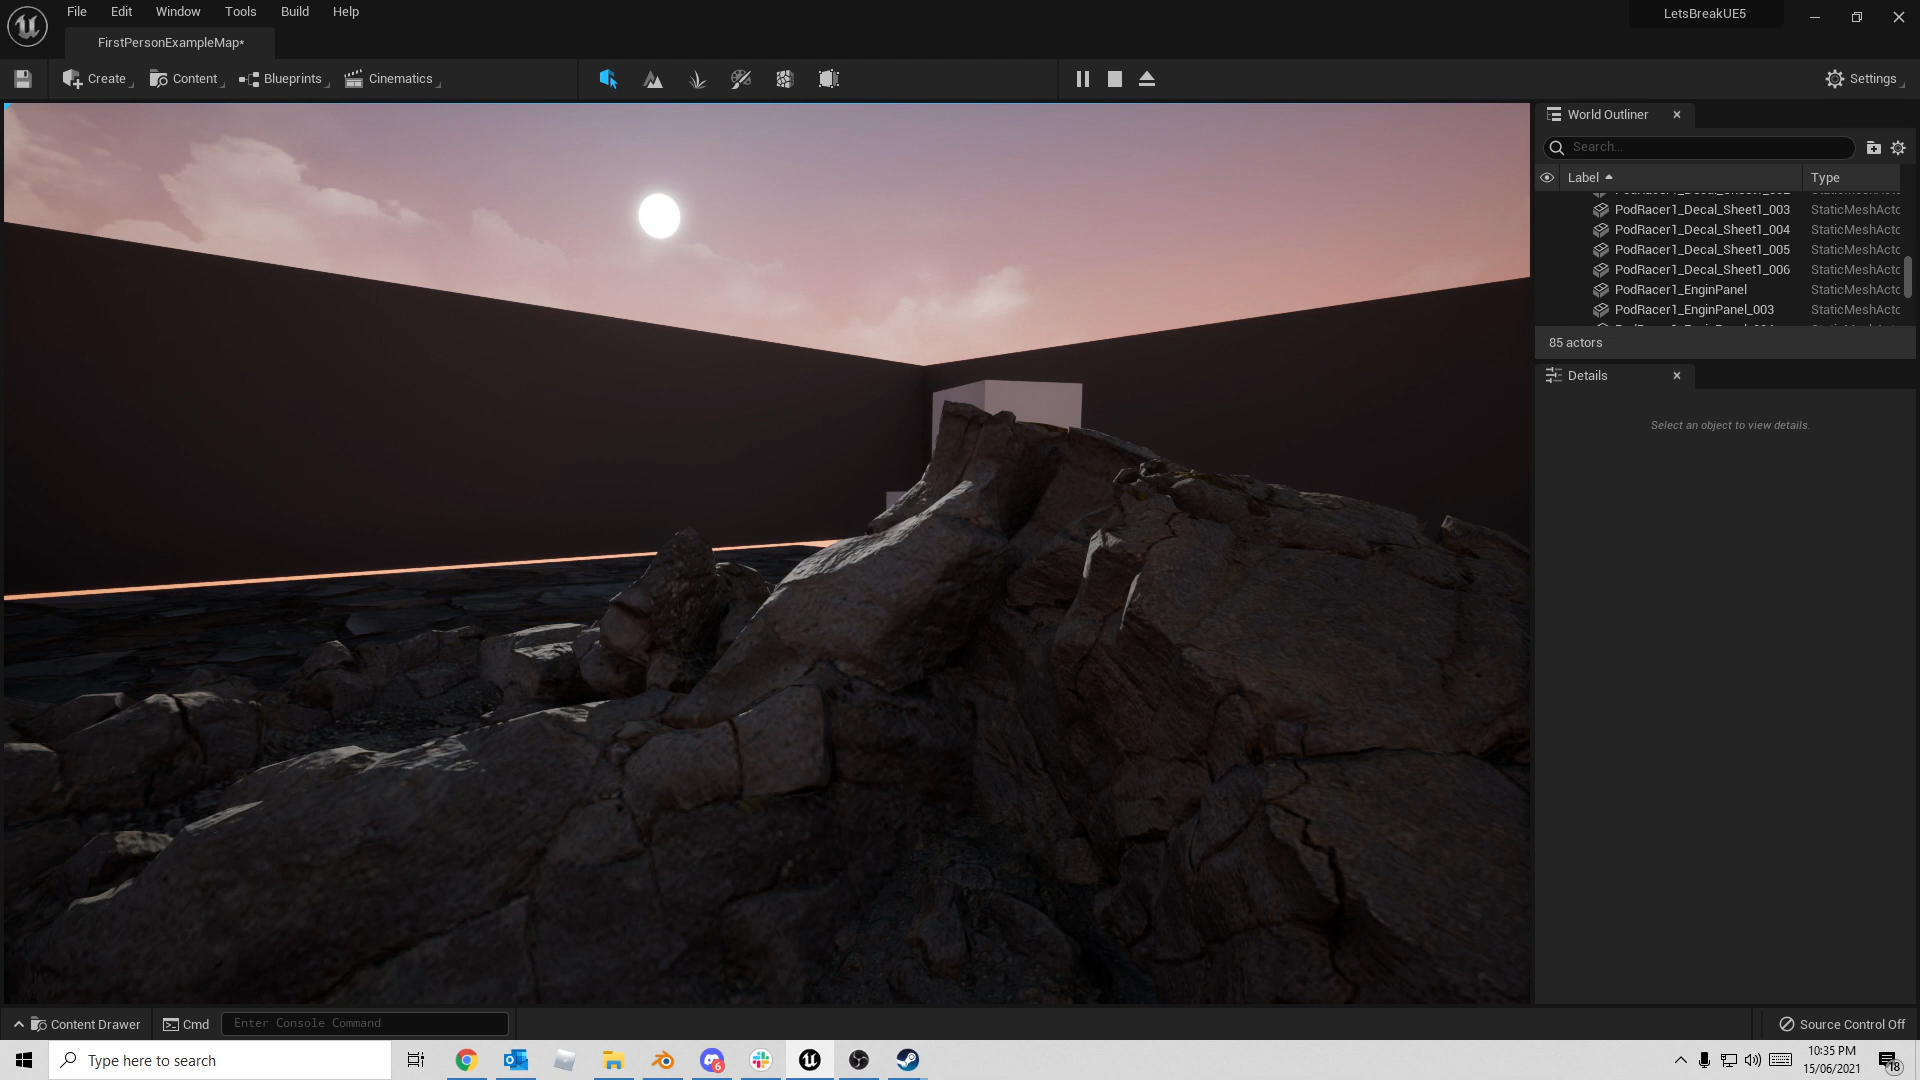 File Edit Window Tools Build Help
LetsBreakUE5
FirstPersonExampleMap*
Create Content Blueprints Cinematics
Settings
World Outliner
Search...
Label Type
PodRacer1_Decal_Sheet1_003 StaticMeshActo
PodRacer1_Decal_Sheet1_004 StaticMeshActo
PodRacer1_Decal_Sheet1_005 StaticMeshActo
PodRacer1_Decal_Sheet1_006 StaticMeshActo
PodRacer1_EnginPanel StaticMeshActo
PodRacer1_EnginPanel_003 StaticMeshActo
85 actors
Details
Select an object to view details.
Content Drawer Cmd Enter Console Command
Source Control Off
Type here to search
6
10:35 PM
15/06/2021
18